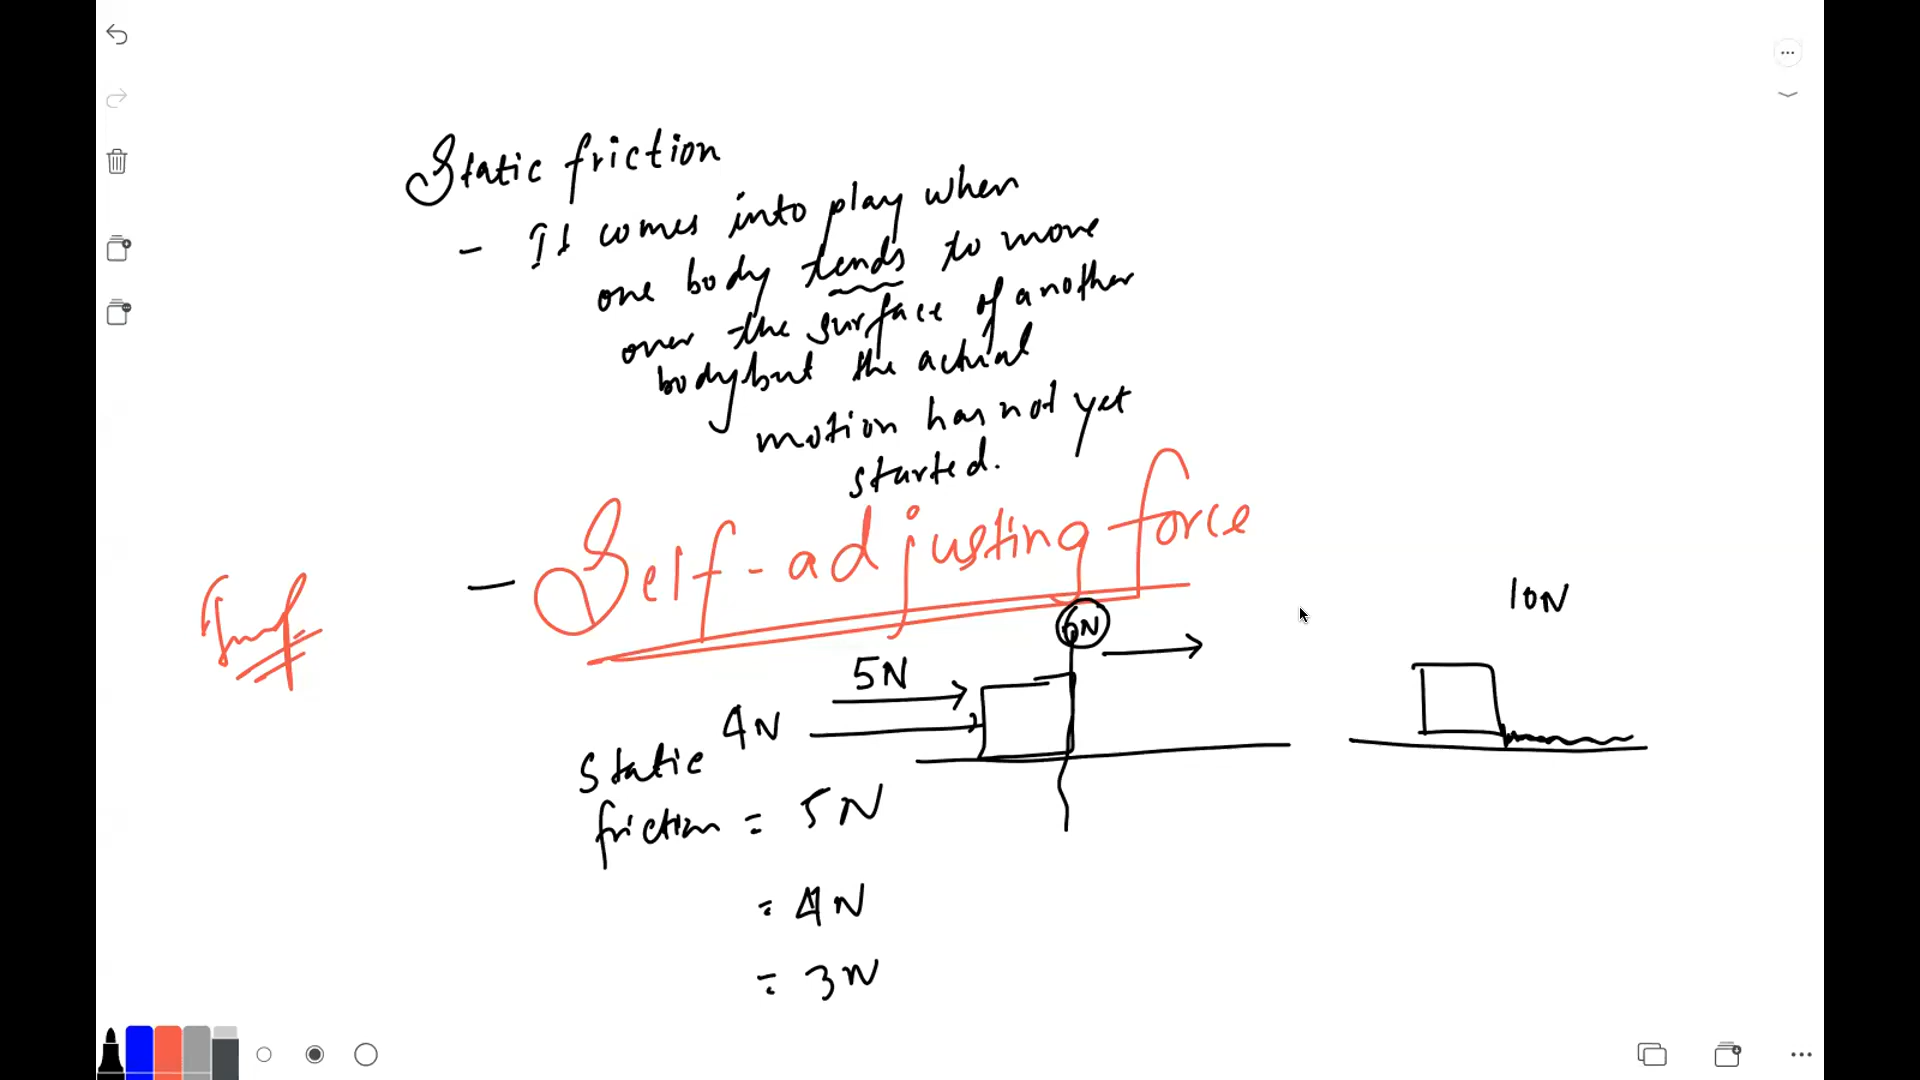 Static friction
- It comes into play when
one body tends to move
over the surface of another
body but the actual
motion has not yet
started.
- Self-adjusting force
6N
10N
5N
4N
Static
friction = 5N
= 4N
= 3N